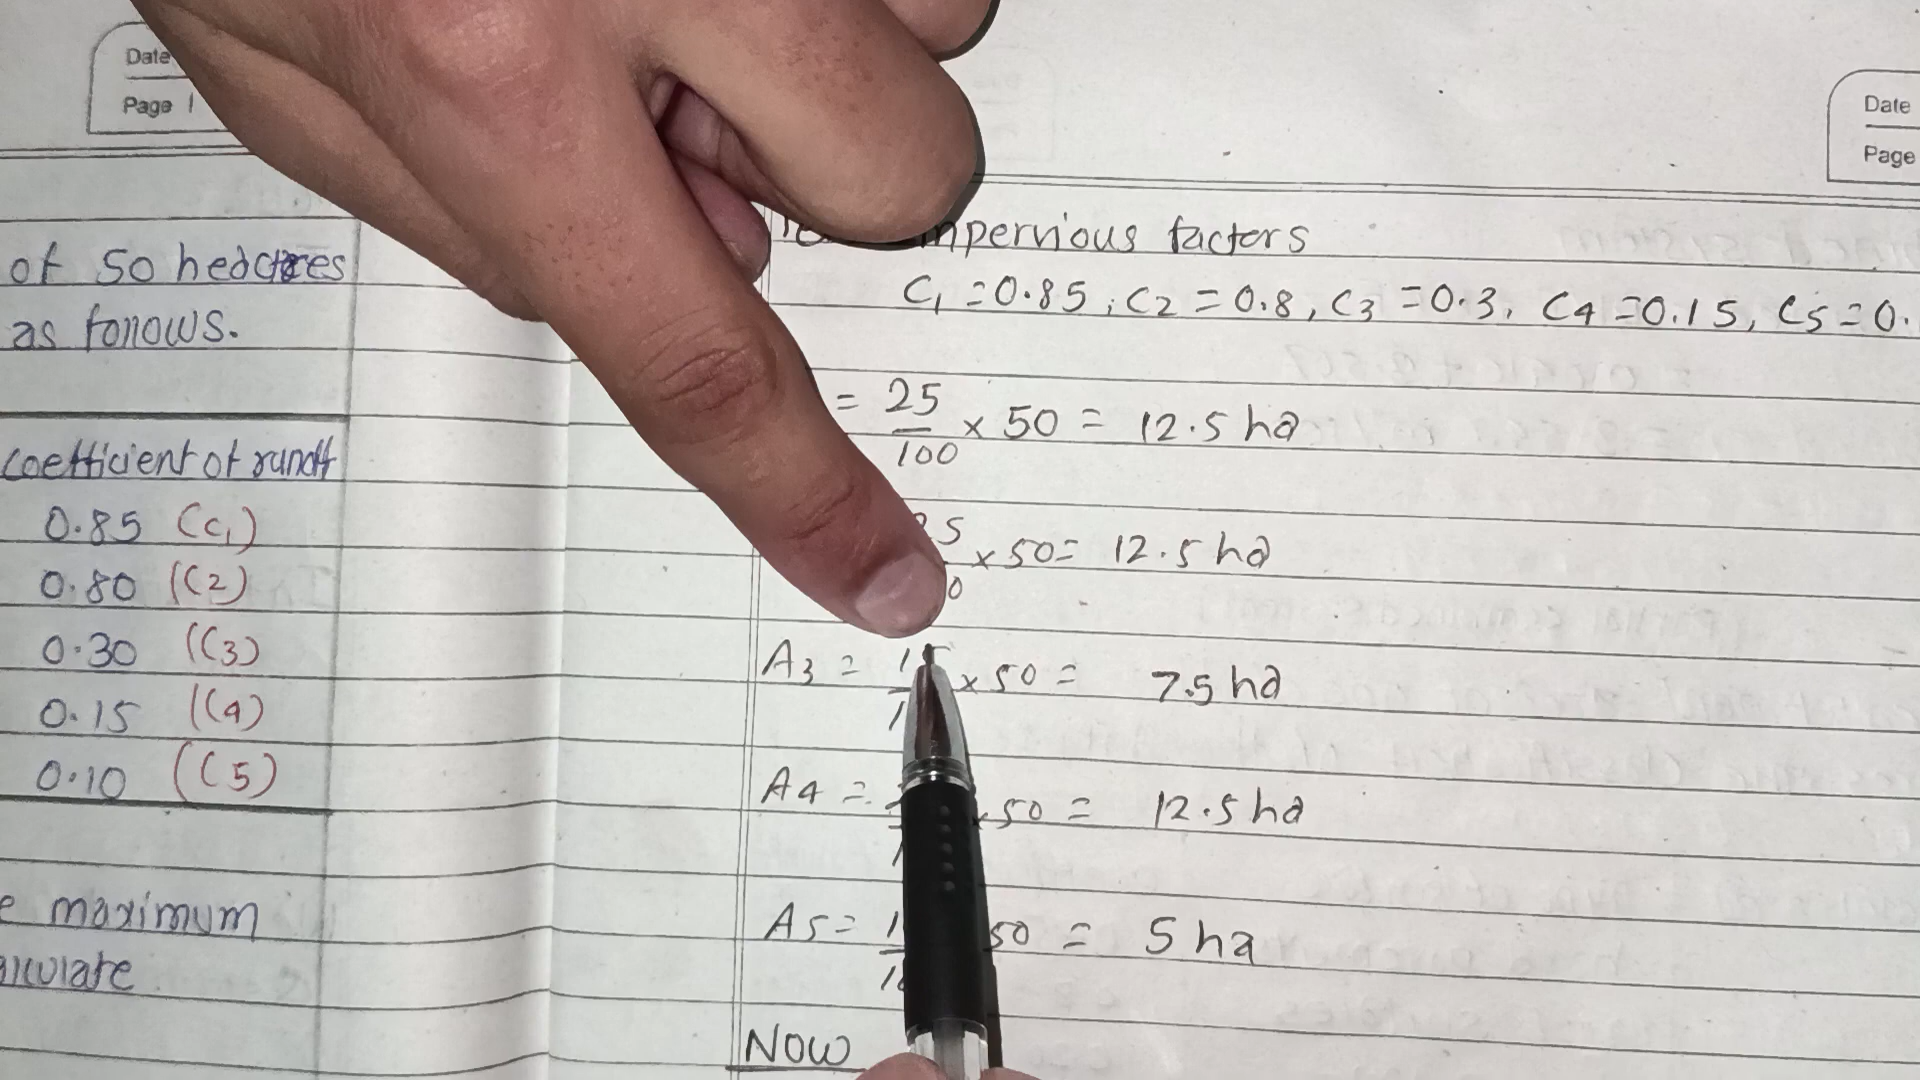 Date
Page 1
of 50 hectares
as follows.
coefficient of runoff
0.85 (C1)
0.80 (C2)
0.30 (C3)
0.15 (C4)
0.10 (C5)
maximum
Date
Page
factors
C1 = 0.85, C2 = 0.8, C3 = 0.3, C4 = 0.15, C5 = 0.
= 25/100 × 50 = 12.5 ha
× 50 = 12.5 ha
A3 = × 50 = 7.5 ha
A4 = × 50 = 12.5 ha
A5 = 50 = 5 ha
NOW